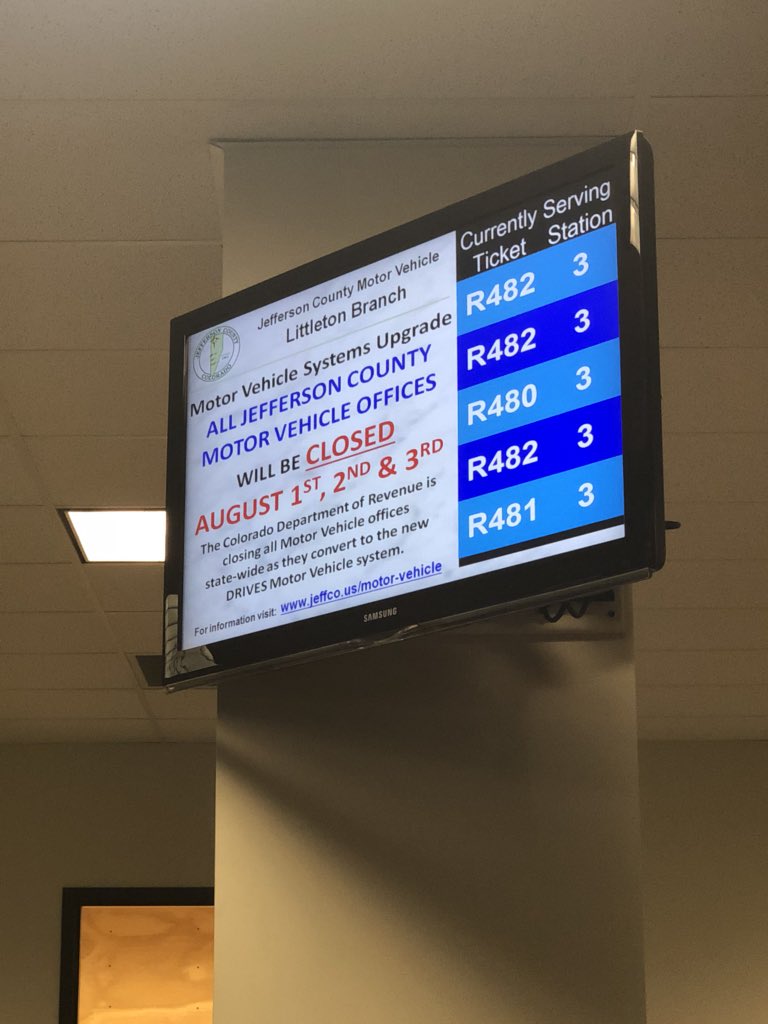 Jefferson County Motor Vehicle
Littleton Branch
JEFFERSON COUNTY
COLORADO
Motor Vehicle Systems Upgrade
ALL JEFFERSON COUNTY
MOTOR VEHICLE OFFICES
WILL BE CLOSED
AUGUST 1ST, 2ND & 3RD
The Colorado Department of Revenue is
closing all Motor Vehicle offices
state-wide as they convert to the new
DRIVES Motor Vehicle system.
For information visit: www.jeffco.us/motor-vehicle
Currently Serving
Ticket Station
R482 3
R482 3
R480 3
R482 3
R481 3
SAMSUNG